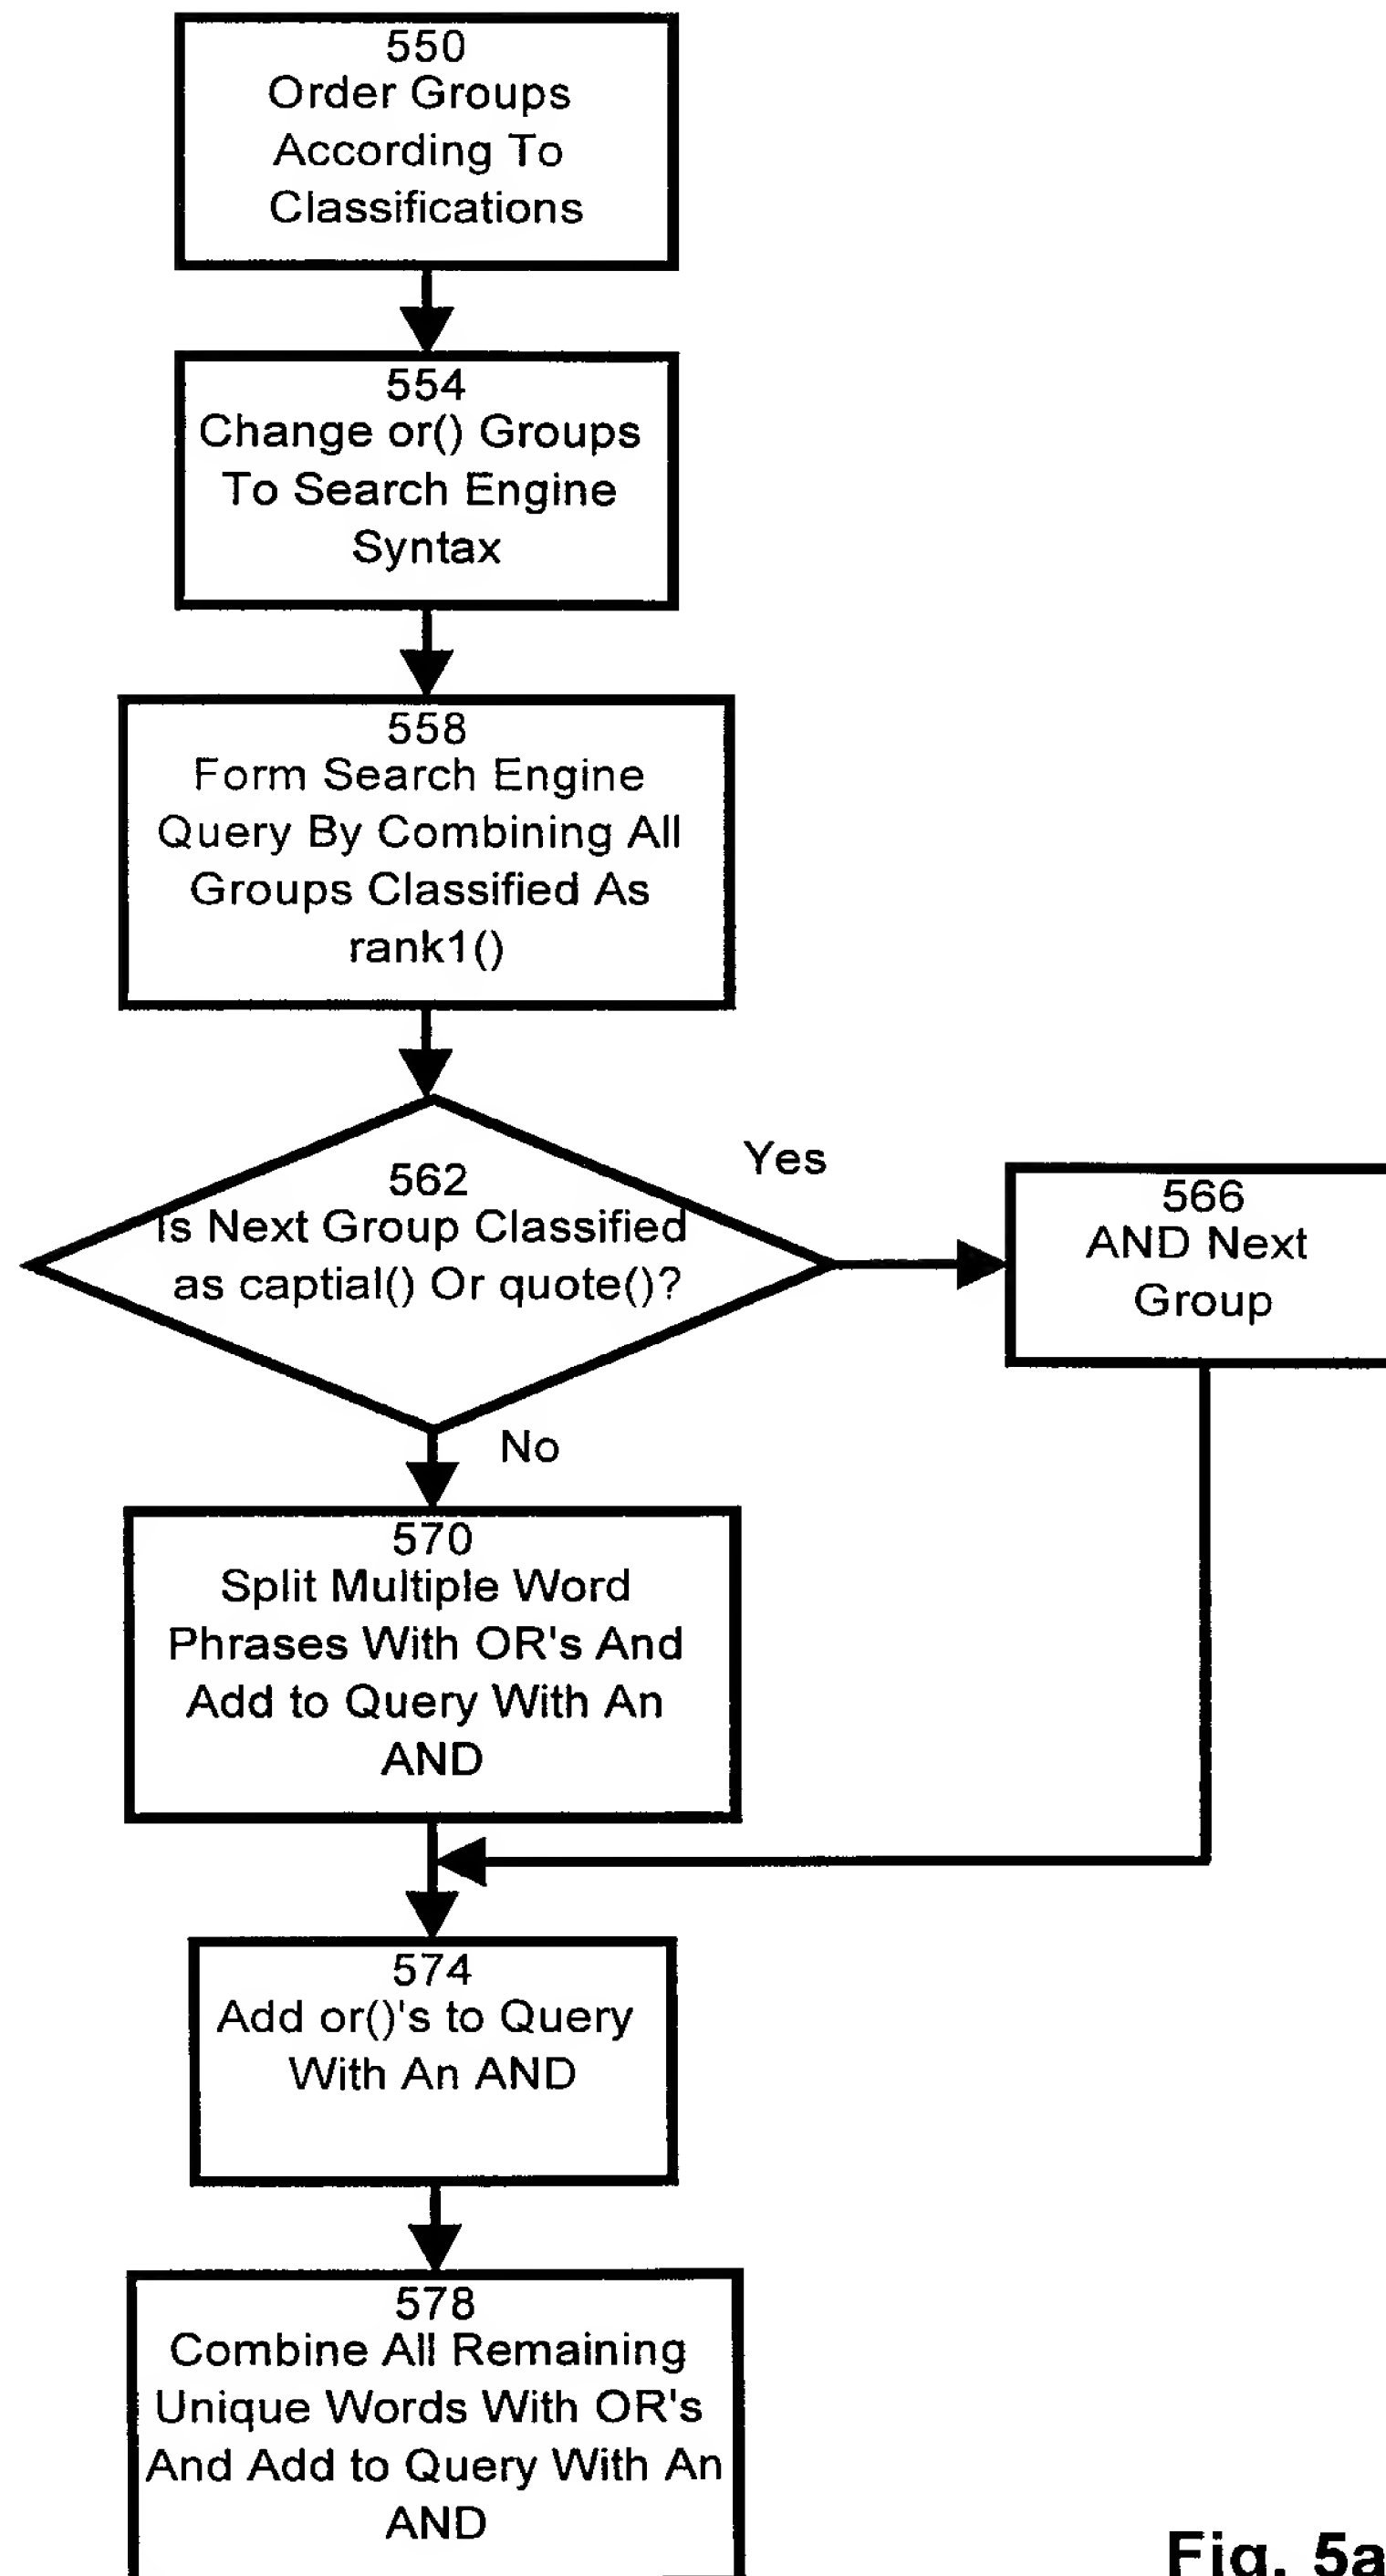 550
Order Groups
According To
Classifications
554
Change or() Groups
To Search Engine
Syntax
558
Form Search Engine
Query By Combining All
Groups Classified As
rank1()
562
Is Next Group Classified
as captial() Or quote()?
Yes
566
AND Next
Group
No
570
Split Multiple Word
Phrases With OR's And
Add to Query With An
AND
574
Add or()'s to Query
With An AND
578
Combine All Remaining
Unique Words With OR's
And Add to Query With An
AND
Fig. 5a